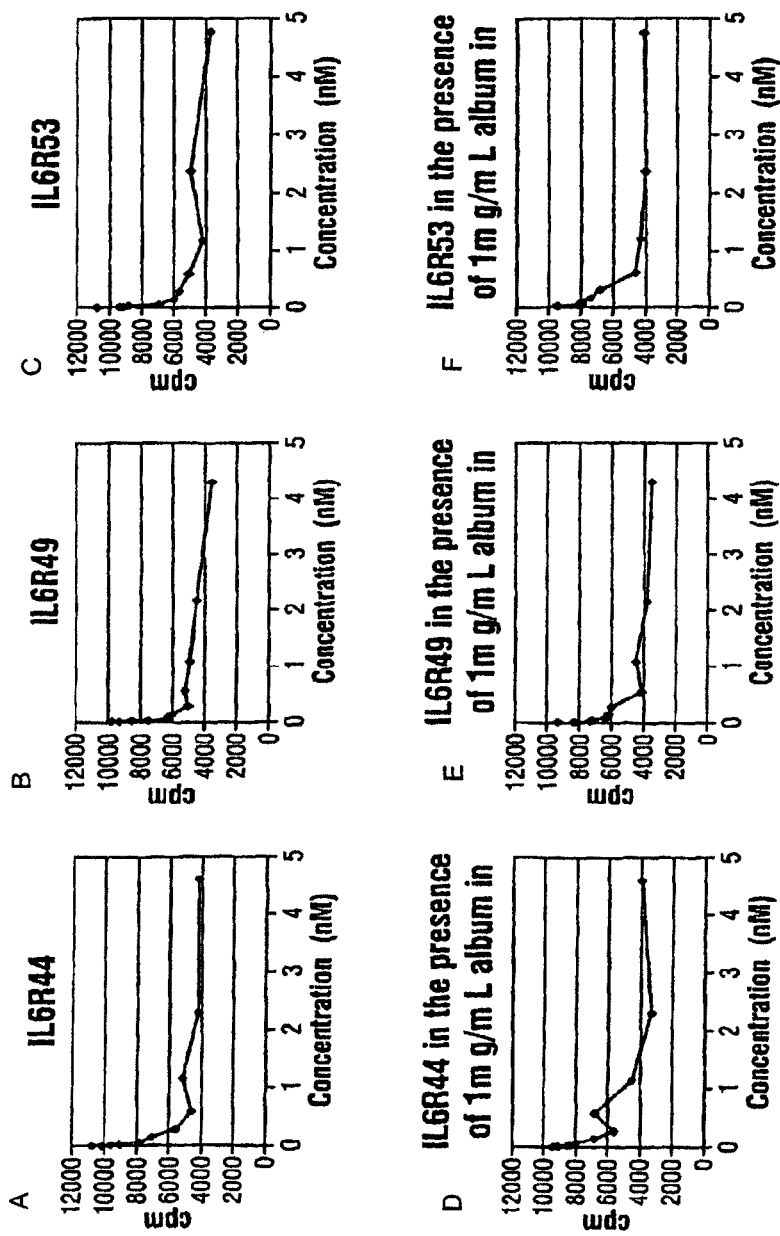 A
IL6R44
12000
10000
8000
6000
4000
2000
0
cpm
0 1 2 3 4 5
Concentration (nM)
B
IL6R49
12000
10000
8000
6000
4000
2000
0
cpm
0 1 2 3 4 5
Concentration (nM)
C
IL6R53
12000
10000
8000
6000
4000
2000
0
cpm
0 1 2 3 4 5
Concentration (nM)
D
IL6R44 in the presence
of 1m g/m L album in
12000
10000
8000
6000
4000
2000
0
cpm
0 1 2 3 4 5
Concentration (nM)
E
IL6R49 in the presence
of 1m g/m L album in
12000
10000
8000
6000
4000
2000
0
cpm
0 1 2 3 4 5
Concentration (nM)
F
IL6R53 in the presence
of 1m g/m L album in
12000
10000
8000
6000
4000
2000
0
cpm
0 1 2 3 4 5
Concentration (nM)